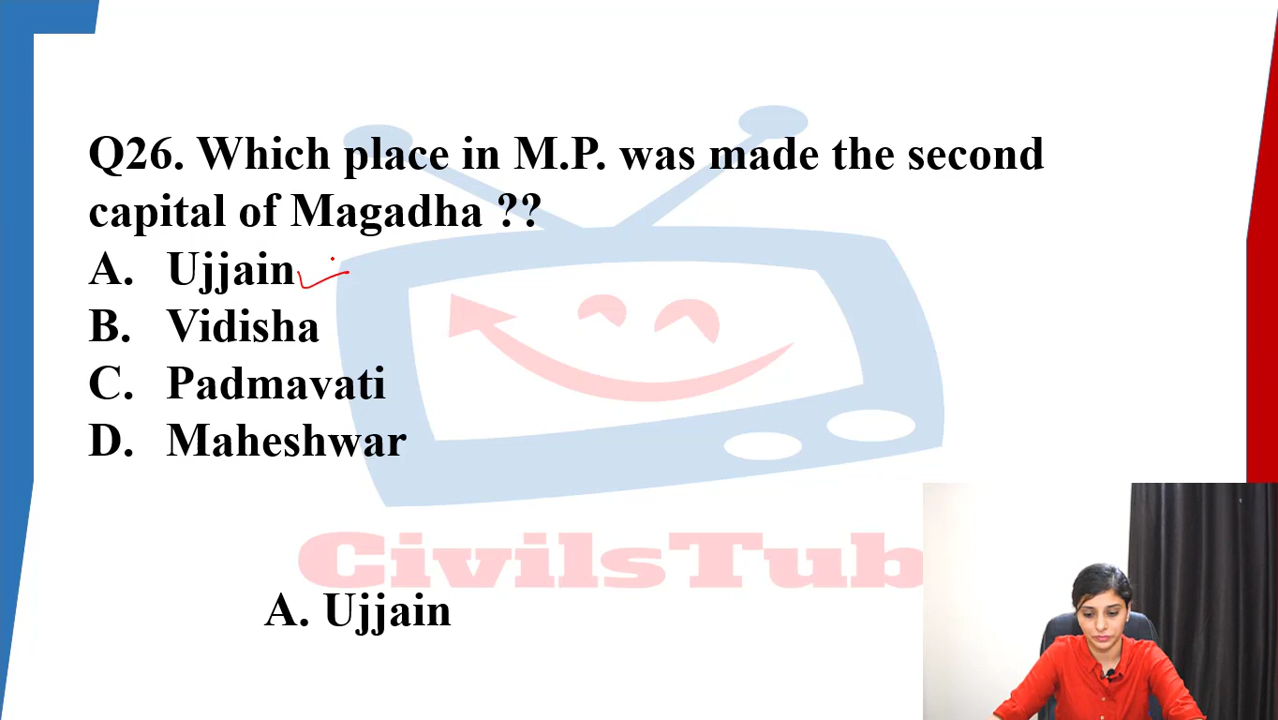 Q26. Which place in M.P. was made the second
capital of Magadha ??
A. Ujjain
B. Vidisha
C. Padmavati
D. Maheshwar
CivilsTub
A. Ujjain